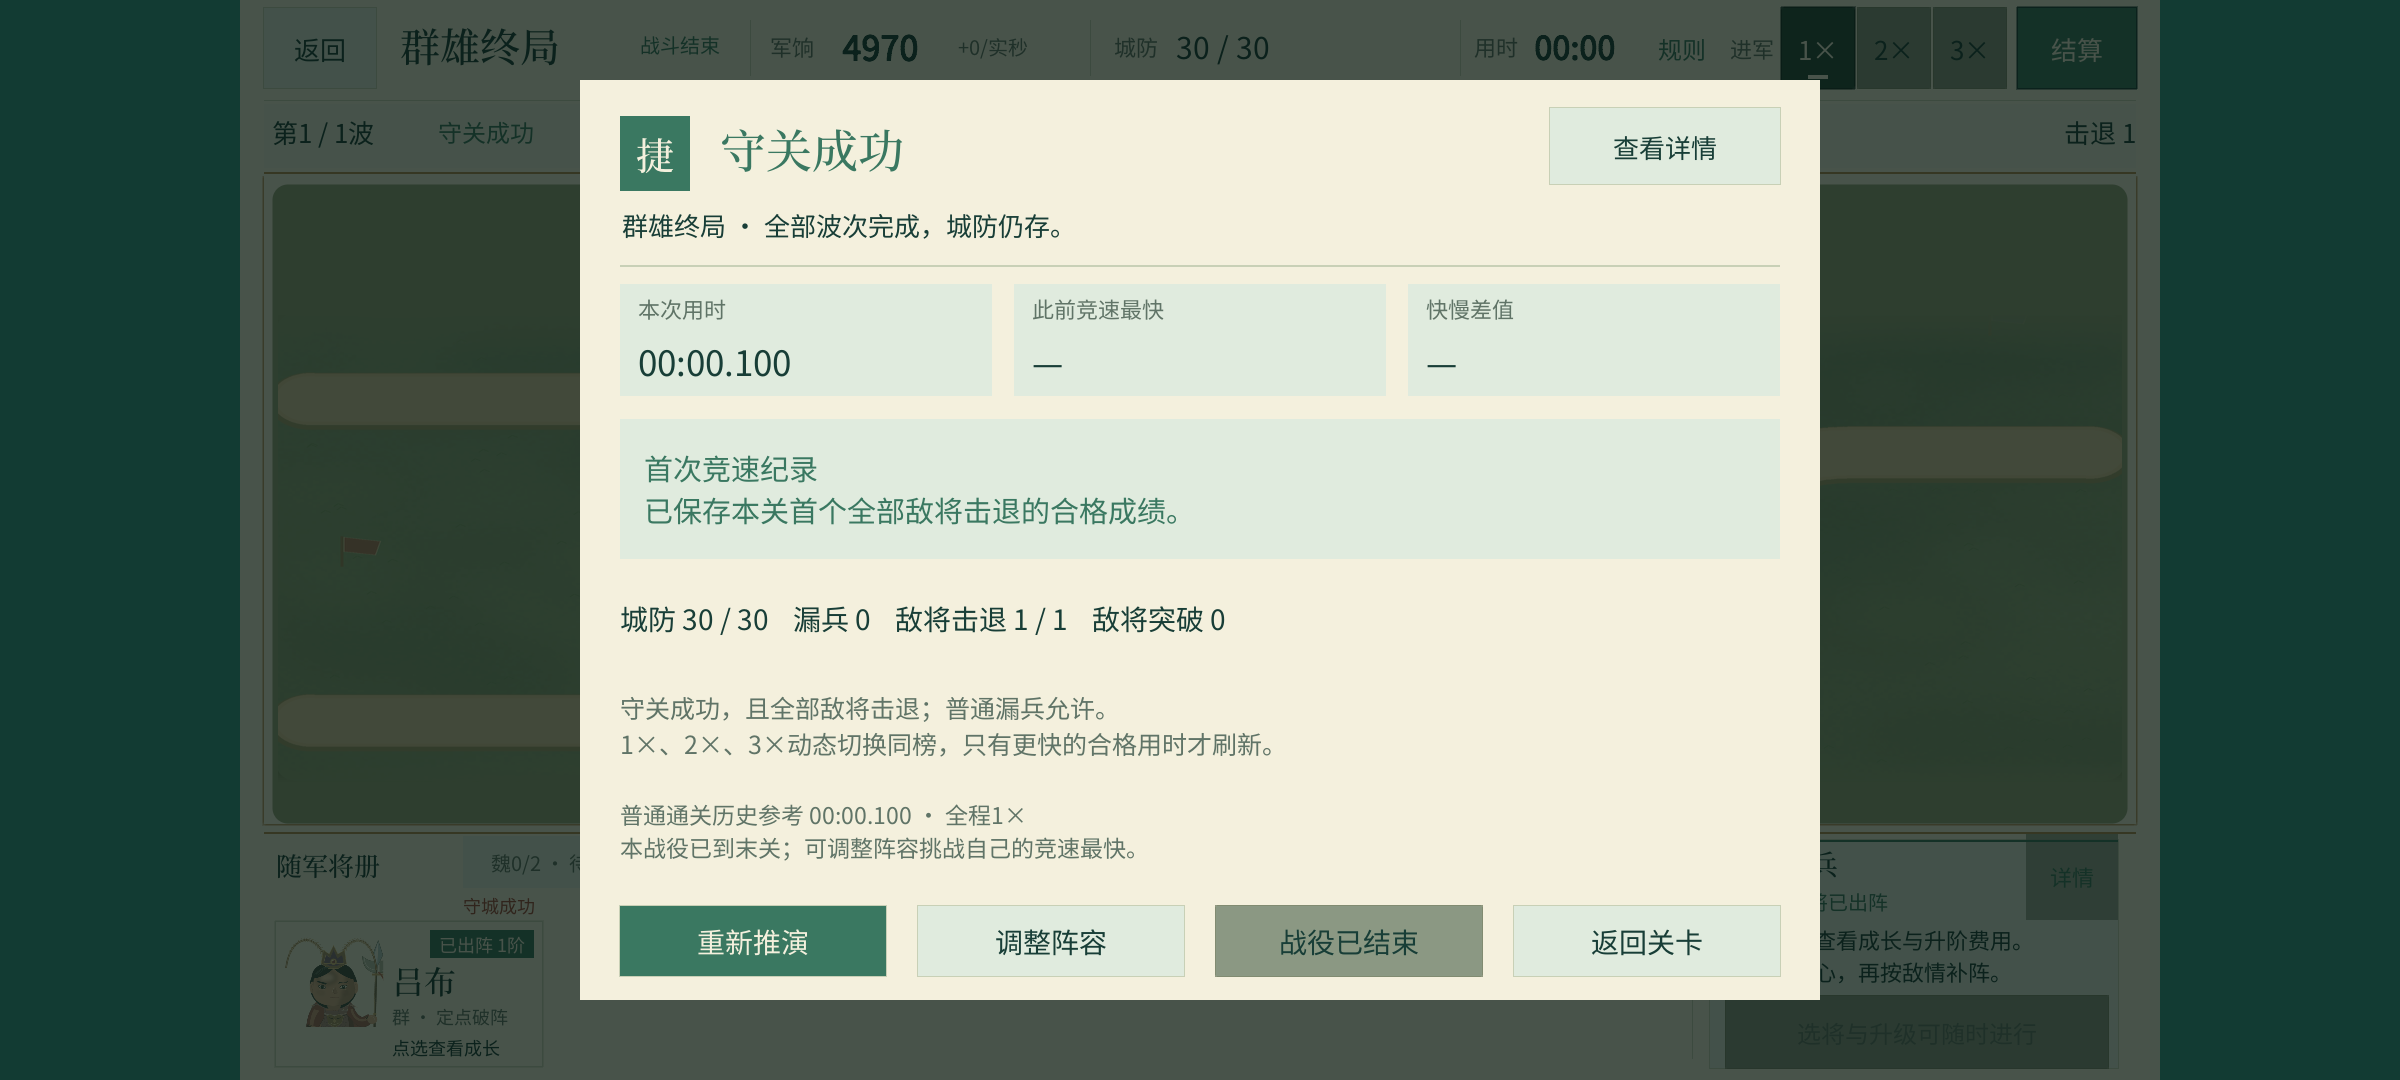 返回 群雄终局 战斗结束 军饷 4970 +0/实秒 城防 30 / 30 用时 00:00 规则 进军 1× 2× 3× 结算
第1 / 1波 守关成功 击退 1
捷 守关成功 查看详情
群雄终局 · 全部波次完成，城防仍存。
本次用时 此前竞速最快 快慢差值
00:00.100 — —
首次竞速纪录
已保存本关首个全部敌将击退的合格成绩。
城防 30 / 30 漏兵 0 敌将击退 1 / 1 敌将突破 0
守关成功，且全部敌将击退；普通漏兵允许。
1×、2×、3×动态切换同榜，只有更快的合格用时才刷新。
普通通关历史参考 00:00.100 · 全程1×
本战役已到末关；可调整阵容挑战自己的竞速最快。
重新推演 调整阵容 战役已结束 返回关卡
随军将册 魏0/2 ·
守城成功
已出阵 1阶
吕布
群 · 定点破阵
点选查看成长
兵 详情
已出阵
查看成长与升阶费用。
心，再按敌情补阵。
选将与升级可随时进行